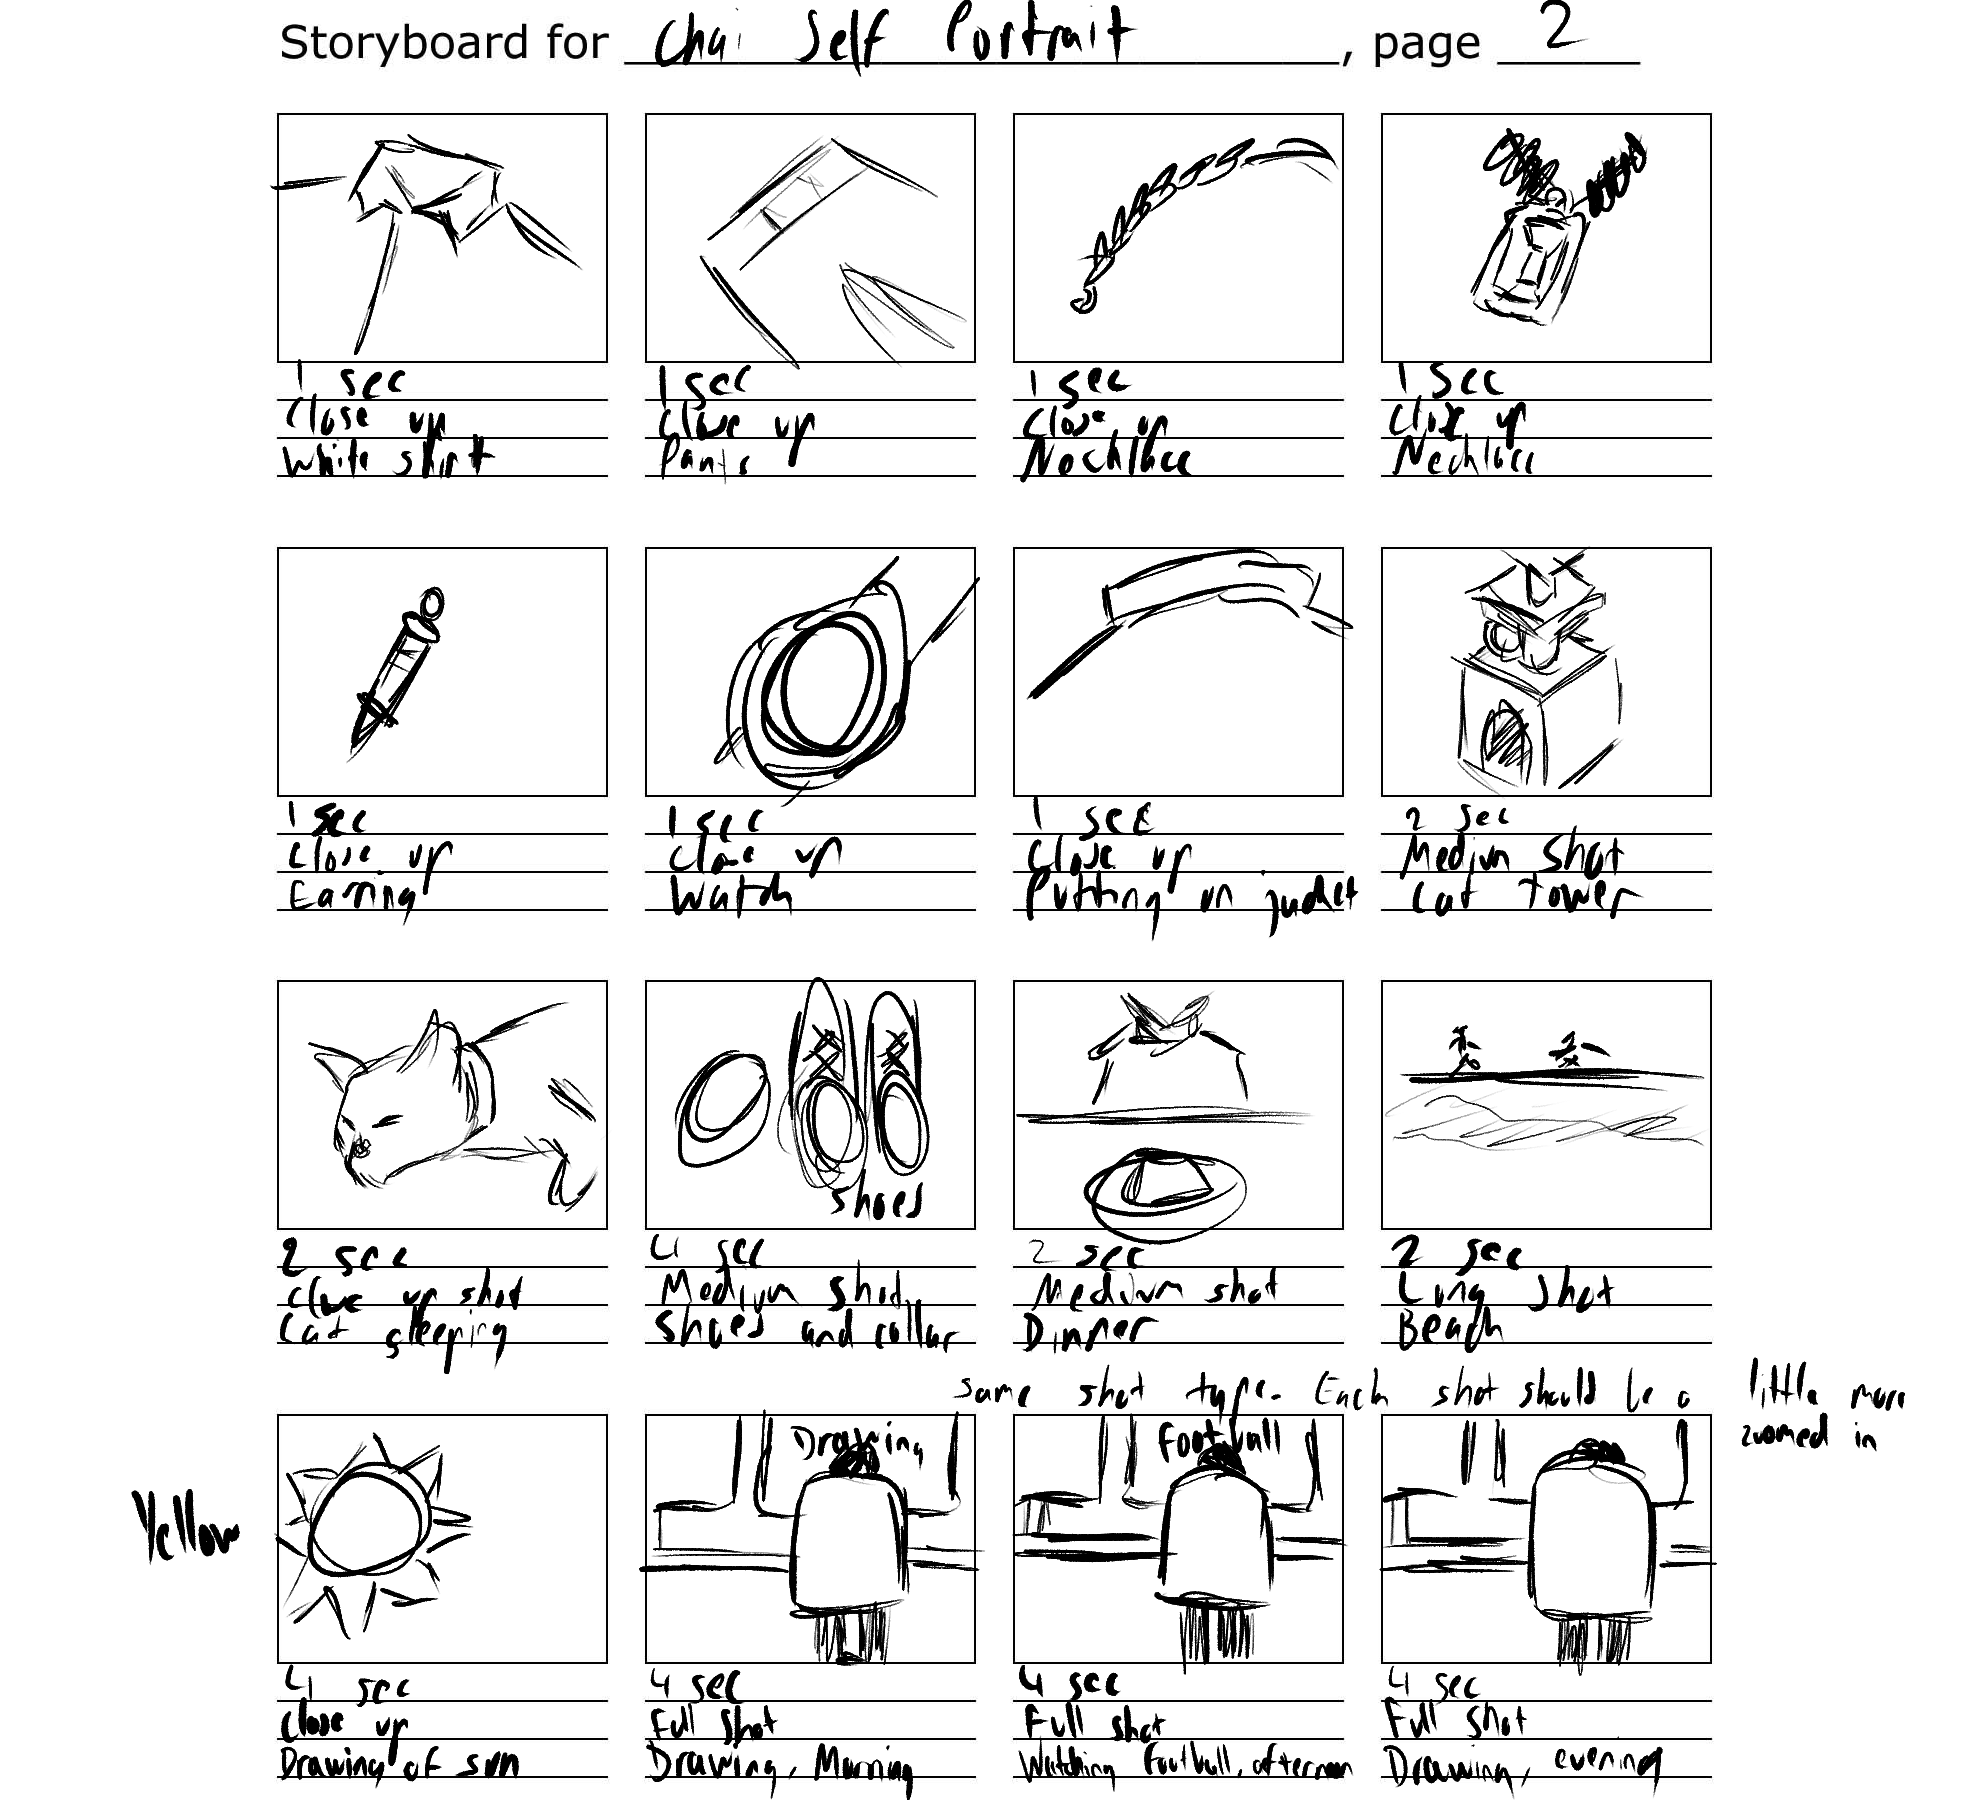 Storyboard for Chai Self Portrait, page 2
1 sec
Close up
White shirt
1 sec
Close up
Pants
1 sec
Close up
Necklace
1 sec
Close up
Necklace
1 sec
Close up
Earring
1 sec
Close up
Watch
1 sec
Close up
Putting on jacket
2 sec
Medium shot
Cat tower
2 sec
Close up shot
Cat sleeping
Shoes
4 sec
Medium shot
Shoes and collar
2 sec
Medium shot
Dinner
2 sec
Long shot
Beach
same shot type. Each shot should be a little more
zoomed in
Yellow
4 sec
Close up
Drawing of sun
Drawing
4 sec
Full shot
Drawing, Morning
Football
4 sec
Full shot
Watching football, afternoon
4 sec
Full shot
Drawing, evening